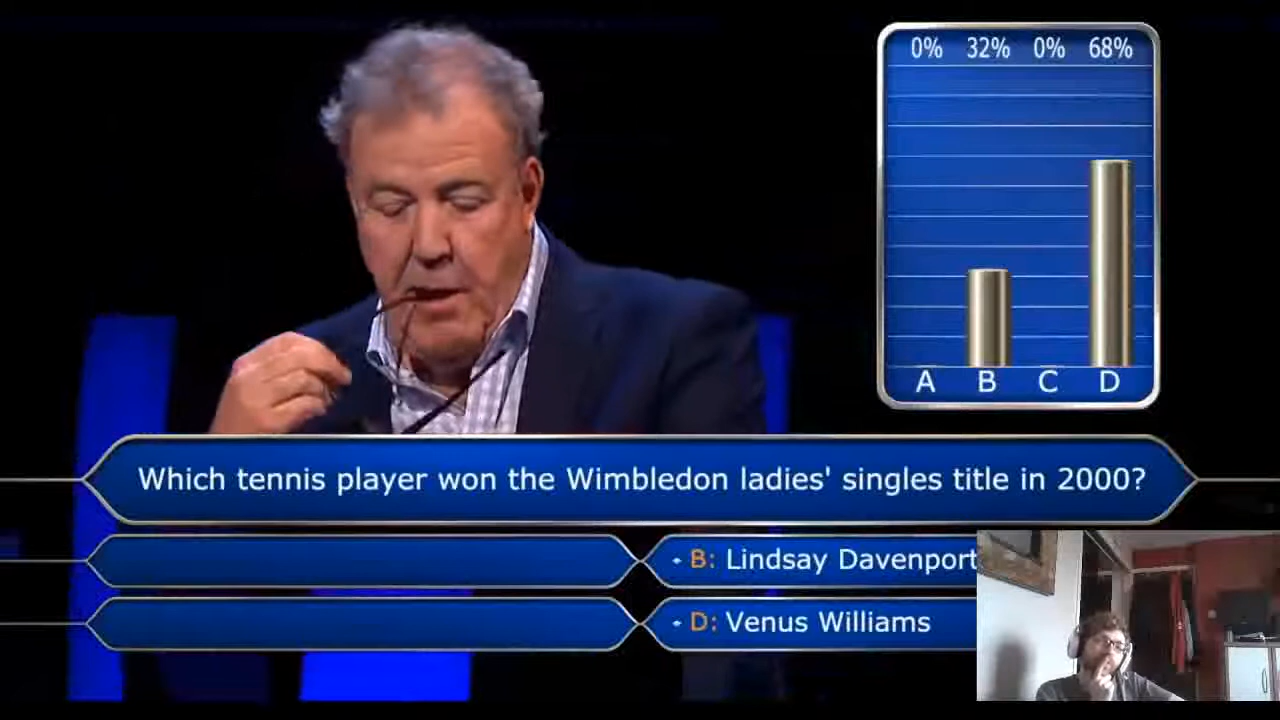 0% 32% 0% 68%
A B C D
Which tennis player won the Wimbledon ladies' singles title in 2000?
B: Lindsay Davenport
D: Venus Williams